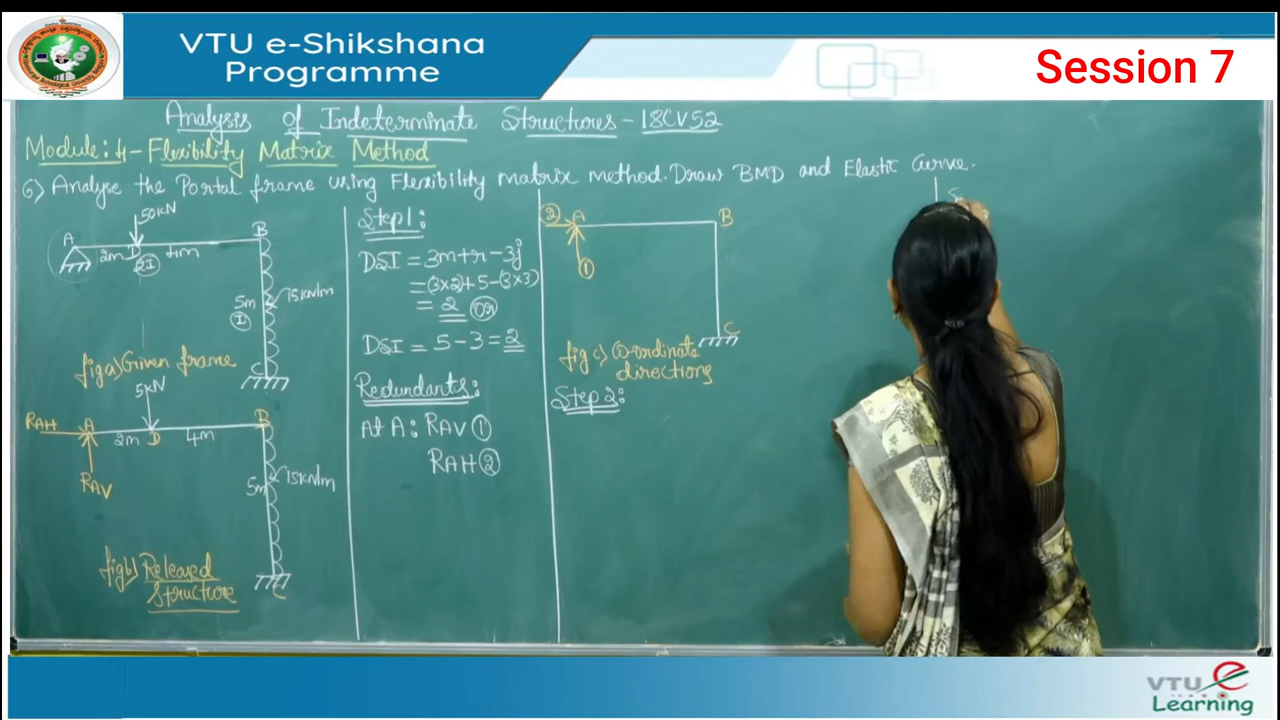 VTU e-Shikshana
Programme
Session 7
Analysis of Indeterminate Structures - 18CV52
Module: 4 - Flexibility Matrix Method
6) Analyse the Portal frame using Flexibility matrix method. Draw BMD and Elastic Curve.
50KN
A
B
2m
D
4m
2I
5m
15KN/m
I
C
fig a) Given frame
5KN
RAH
A
B
2m
D
4m
RAV
5m
15KN/m
C
fig b) Released
Structure
Step 1:
DSI = 3m+r-3j
= (3×2)+5-(3×3)
= 2 or
DSI = 5-3 = 2
Redundants:
At A: RAV 1
RAH 2
2
A
B
1
C
fig c) Co-ordinate
directions
Step 2:
VTU e
Learning